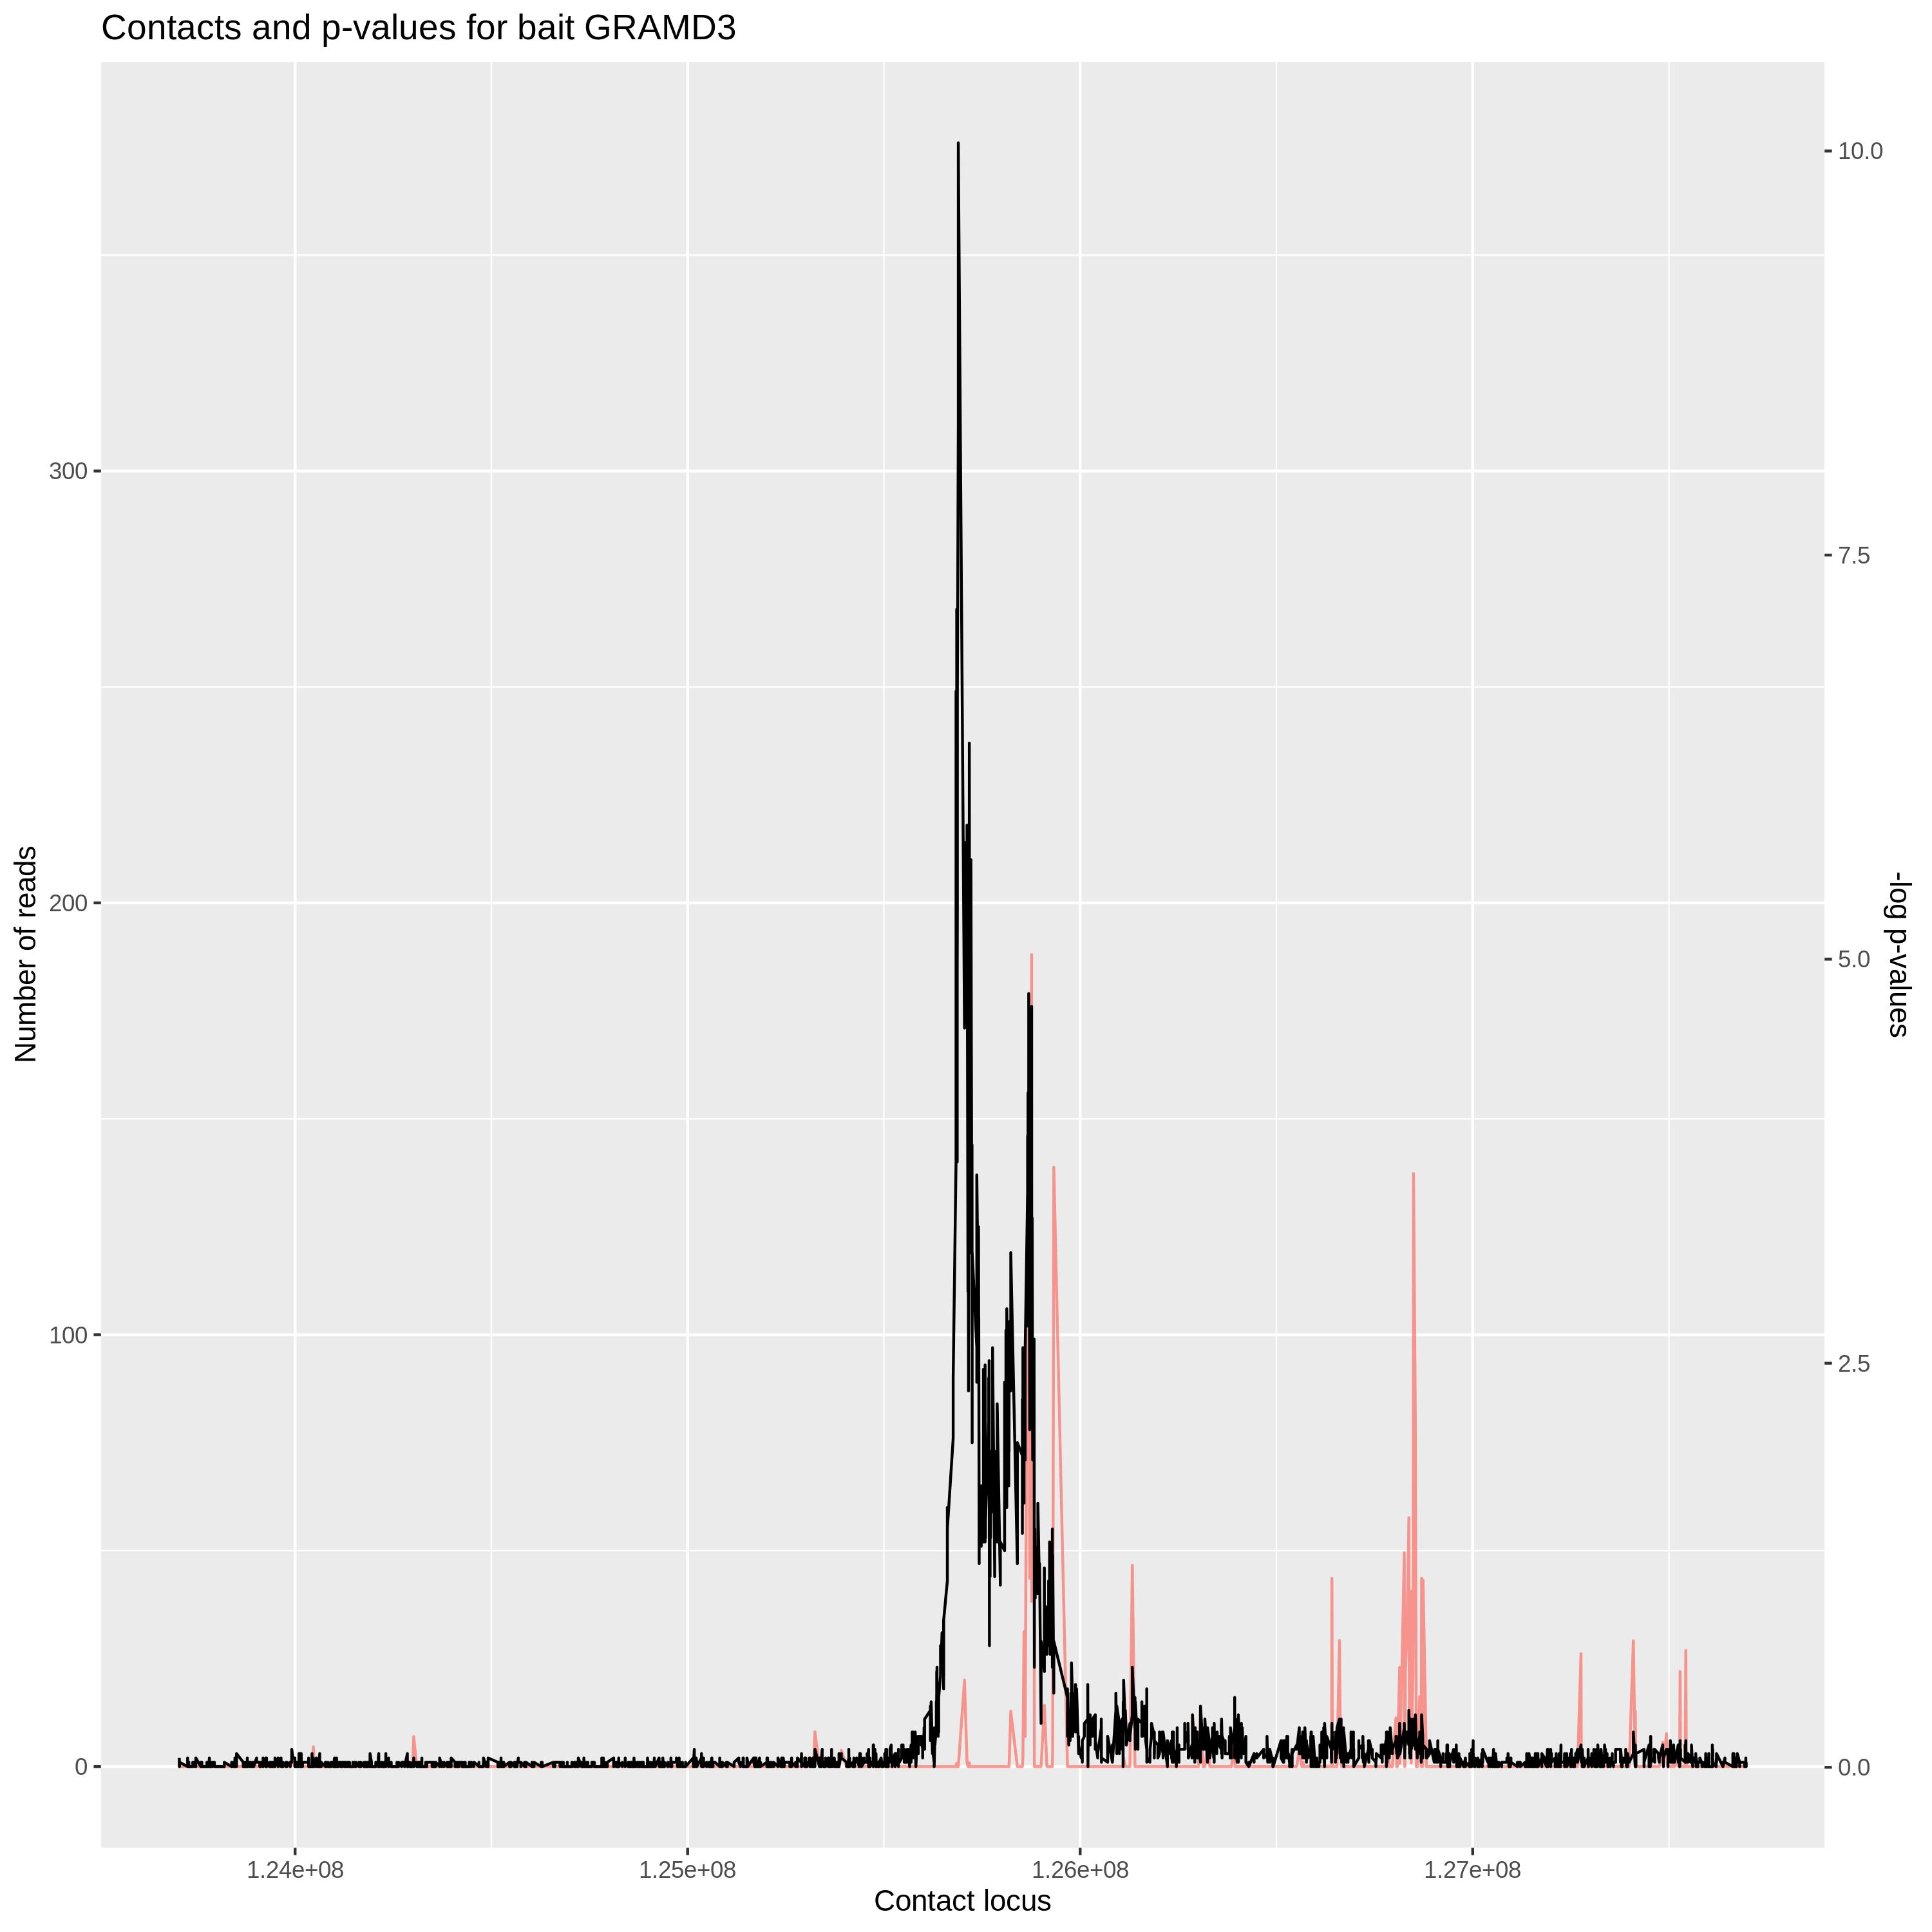 Contacts and p-values for bait GRAMD3
Number of reads
300
200
100
0
10.0
7.5
5.0
2.5
0.0
-log p-values
1.24e+08
1.25e+08
1.26e+08
1.27e+08
Contact locus